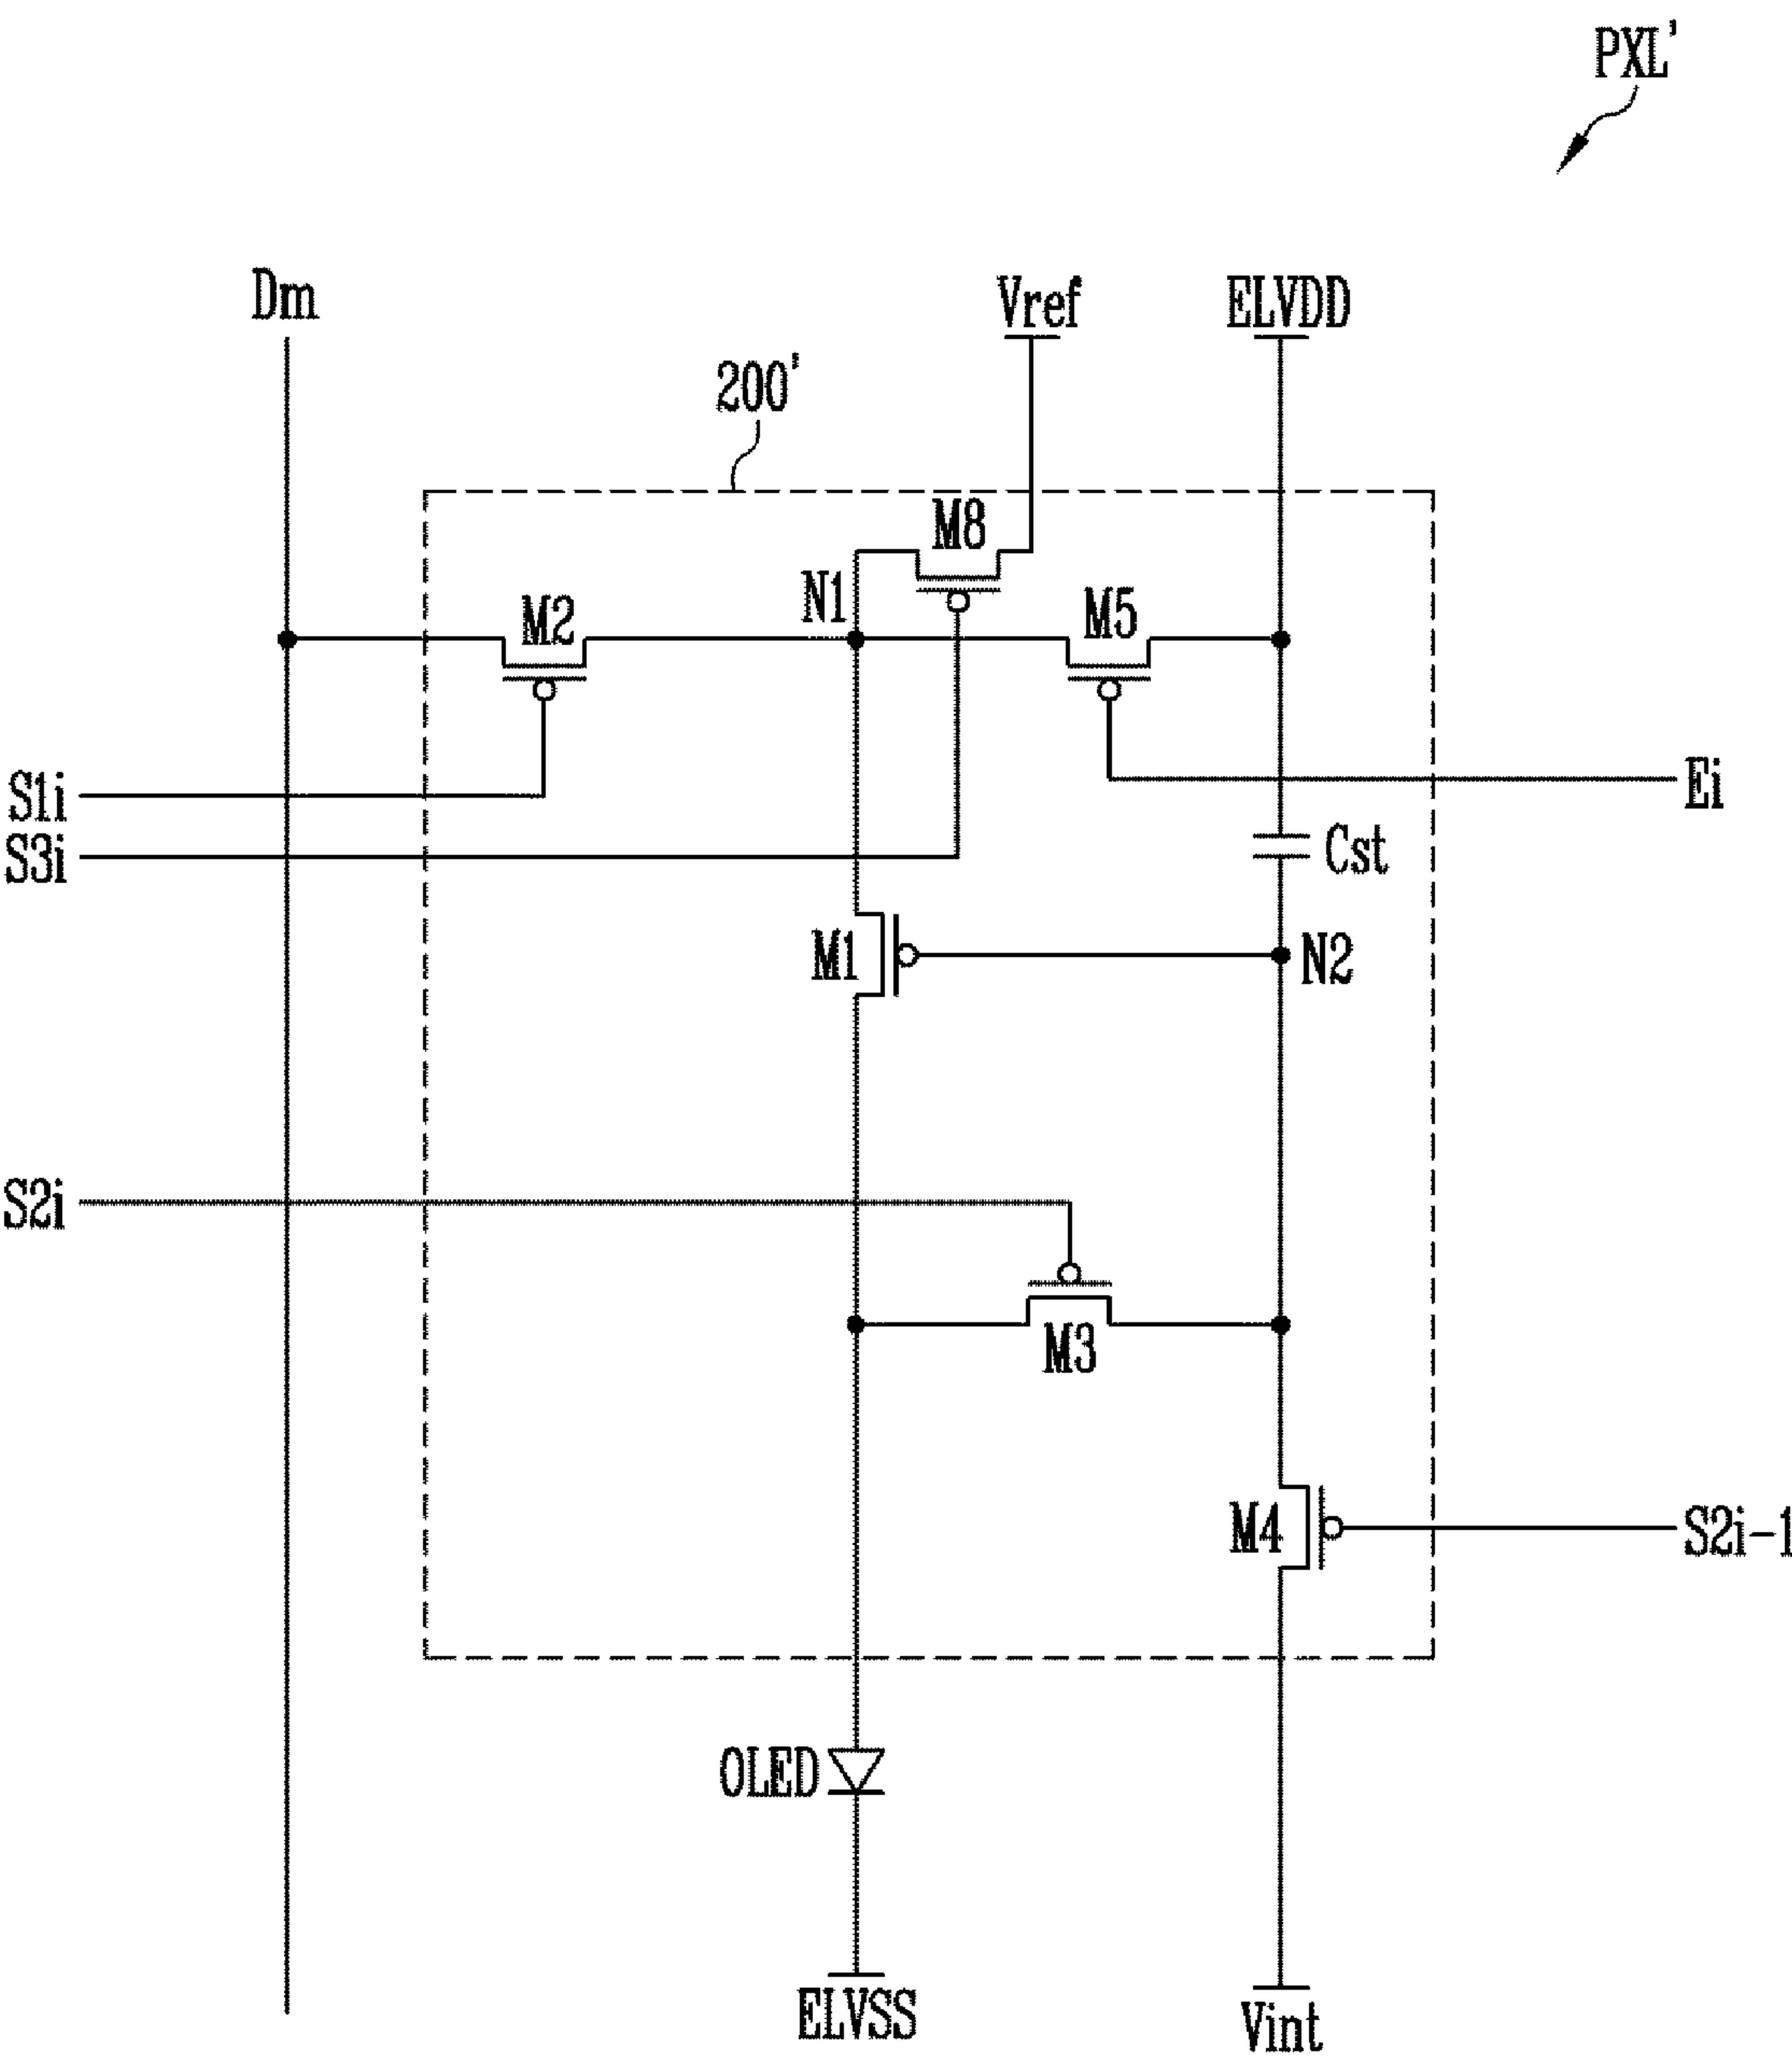 PXL'
Dm
Vref
ELVDD
200'
M8
N1
M2
M5
S1i
Ei
S3i
Cst
M1
N2
S2i
M3
M4
S2i-1
OLED
ELVSS
Vint